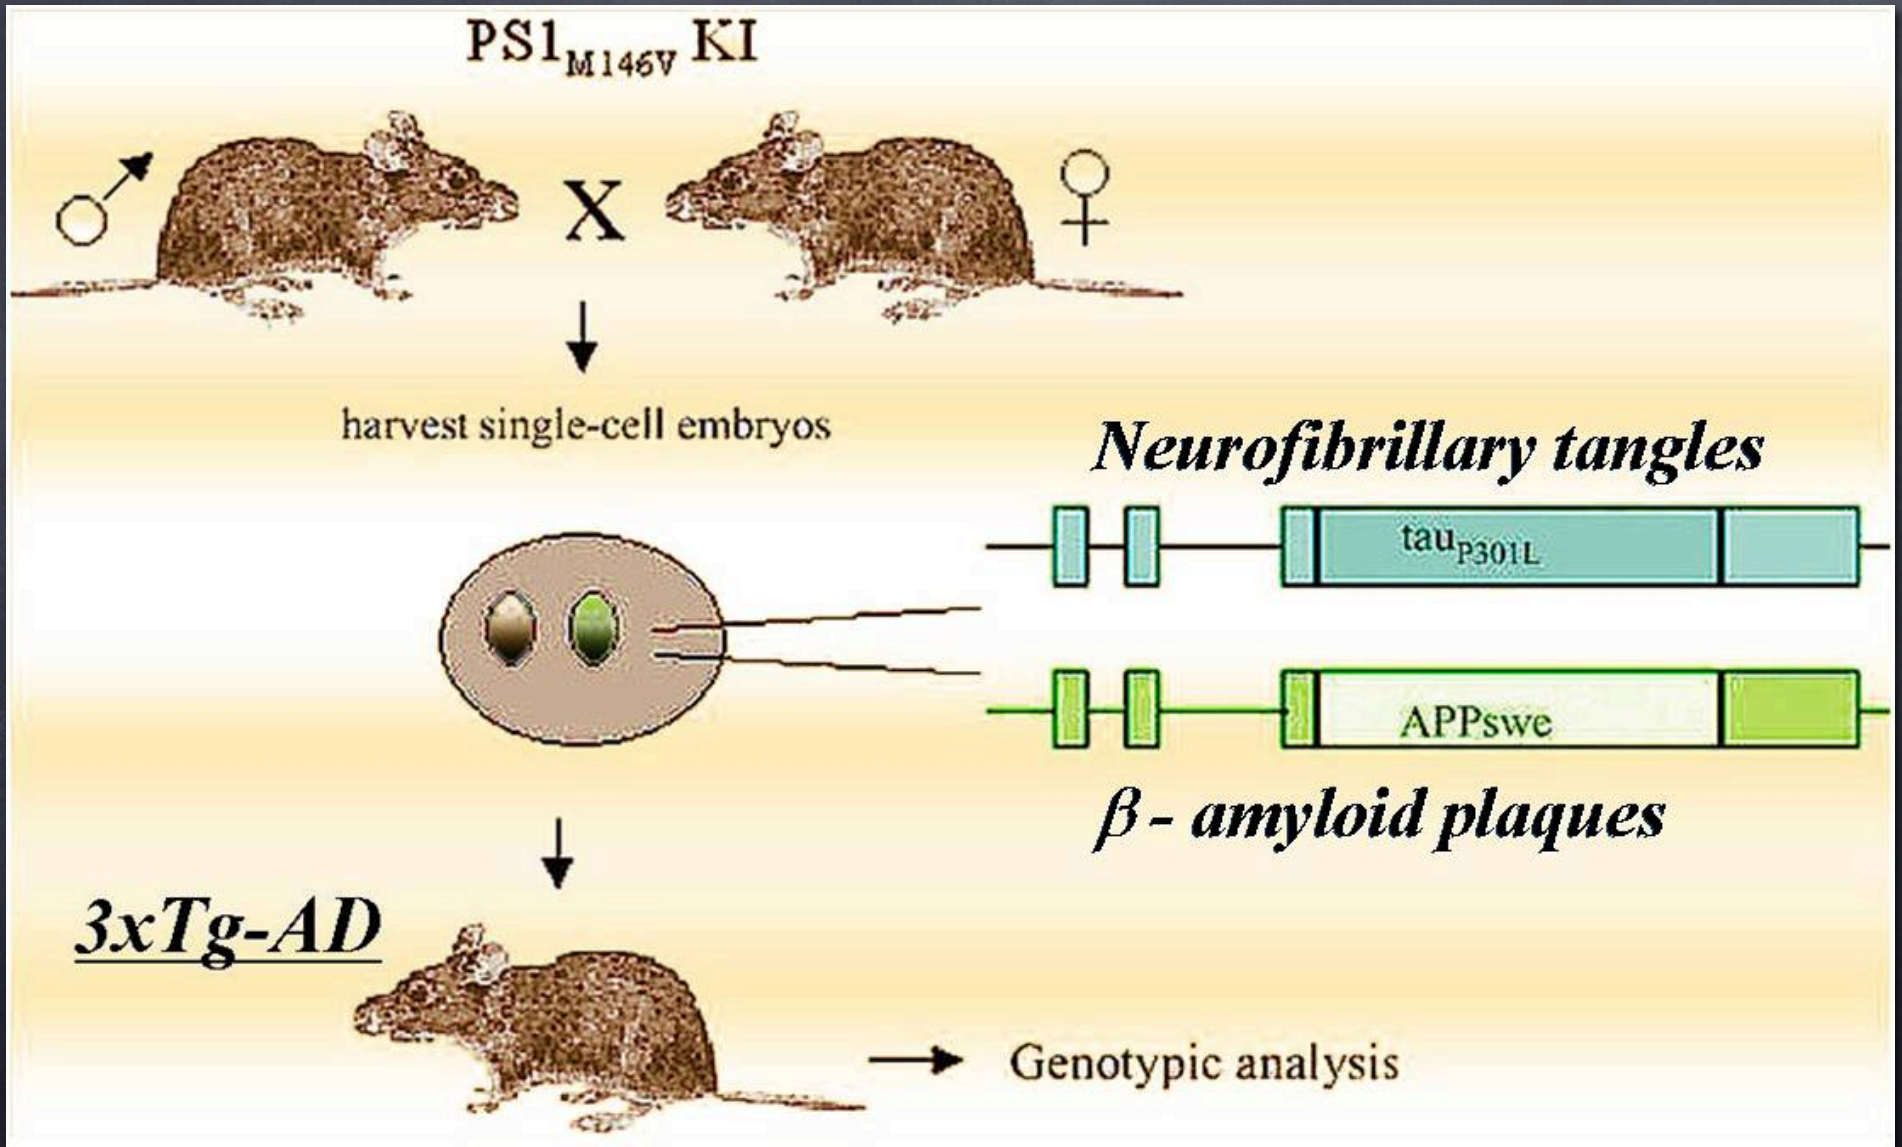 PS1M146V KI
♂ X ♀
harvest single-cell embryos
Neurofibrillary tangles
tauP301L
APPswe
β - amyloid plaques
3xTg-AD
Genotypic analysis